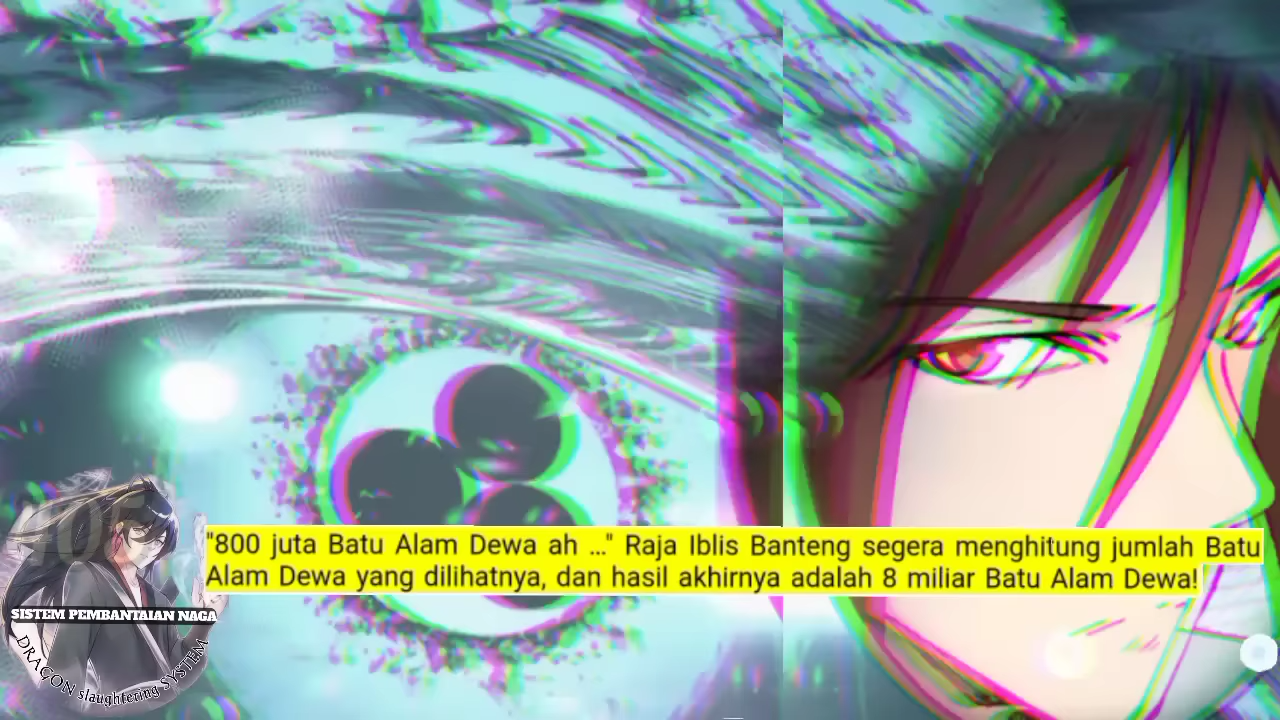 "800 juta Batu Alam Dewa ah ..." Raja Iblis Banteng segera menghitung jumlah Batu
Alam Dewa yang dilihatnya, dan hasil akhirnya adalah 8 miliar Batu Alam Dewa!
SISTEM PEMBANTAIAN NAGA
DRAGON slaughtering SYSTEM